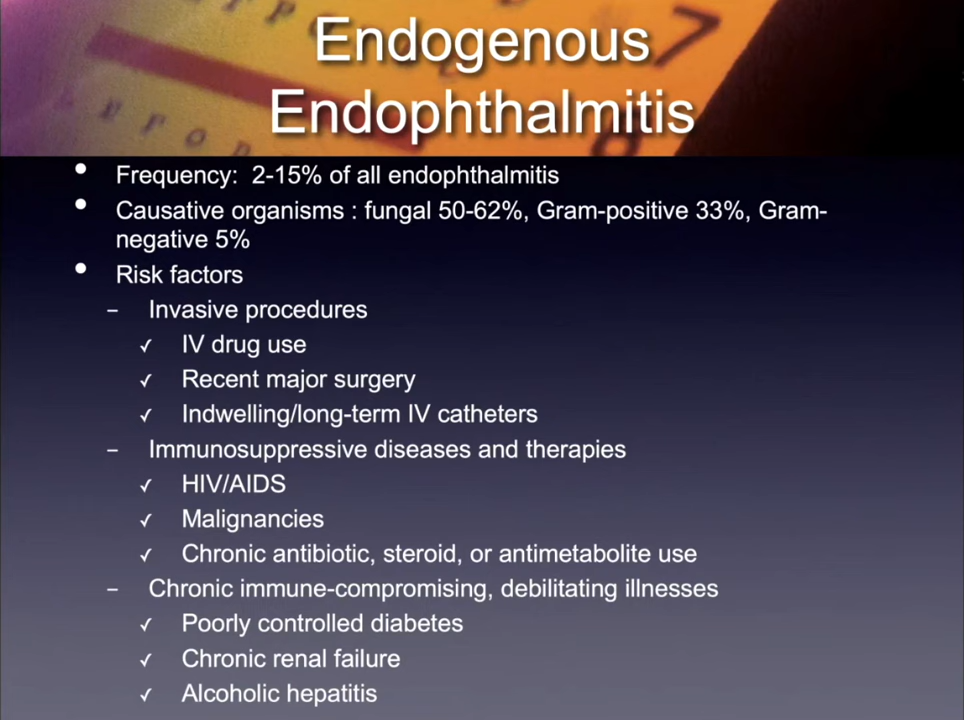 Endogenous
Endophthalmitis
• Frequency: 2-15% of all endophthalmitis
• Causative organisms : fungal 50-62%, Gram-positive 33%, Gram-
negative 5%
• Risk factors
– Invasive procedures
✓ IV drug use
✓ Recent major surgery
✓ Indwelling/long-term IV catheters
– Immunosuppressive diseases and therapies
✓ HIV/AIDS
✓ Malignancies
✓ Chronic antibiotic, steroid, or antimetabolite use
– Chronic immune-compromising, debilitating illnesses
✓ Poorly controlled diabetes
✓ Chronic renal failure
✓ Alcoholic hepatitis